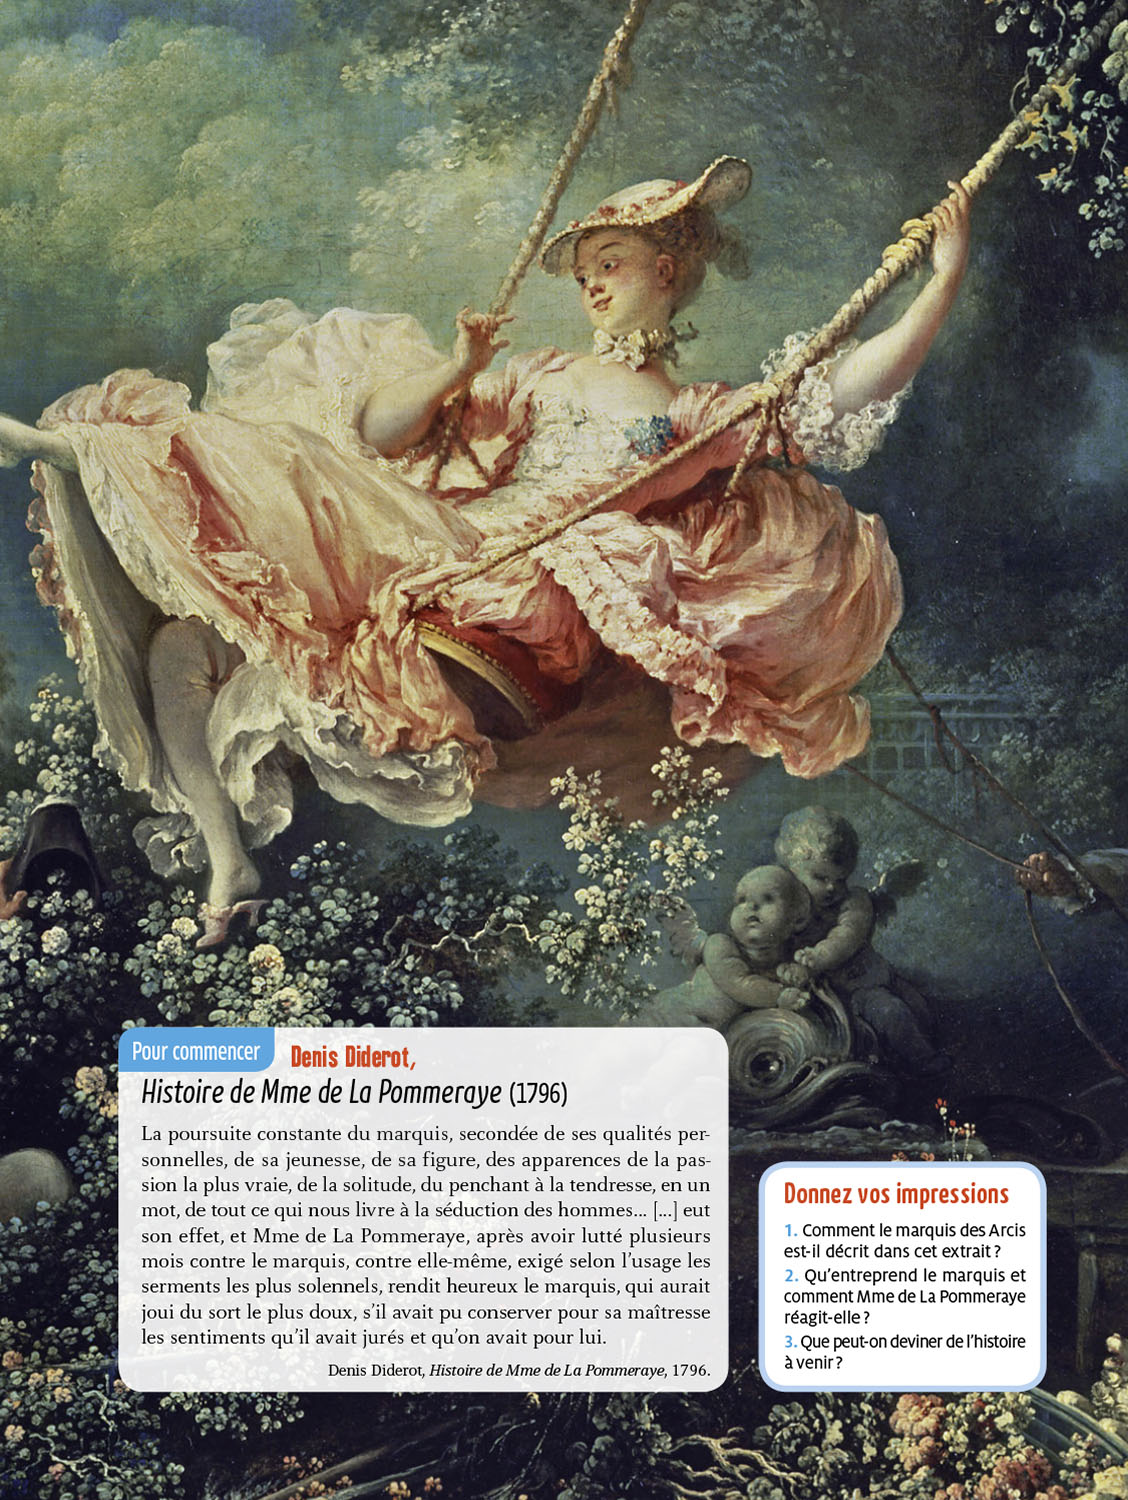 Pour commencer
Denis Diderot,
Histoire de Mme de La Pommeraye (1796)
La poursuite constante du marquis, secondée de ses qualités per-
sonnelles, de sa jeunesse, de sa figure, des apparences de la pas-
sion la plus vraie, de la solitude, du penchant à la tendresse, en un
mot, de tout ce qui nous livre à la séduction des hommes... [...] eut
son effet, et Mme de La Pommeraye, après avoir lutté plusieurs
mois contre le marquis, contre elle-même, exigé selon l'usage les
serments les plus solennels, rendit heureux le marquis, qui aurait
joui du sort le plus doux, s'il avait pu conserver pour sa maîtresse
les sentiments qu'il avait jurés et qu'on avait pour lui.
Denis Diderot, Histoire de Mme de La Pommeraye, 1796.
Donnez vos impressions
1. Comment le marquis des Arcis
est-il décrit dans cet extrait ?
2. Qu'entreprend le marquis et
comment Mme de La Pommeraye
réagit-elle ?
3. Que peut-on deviner de l'histoire
à venir ?